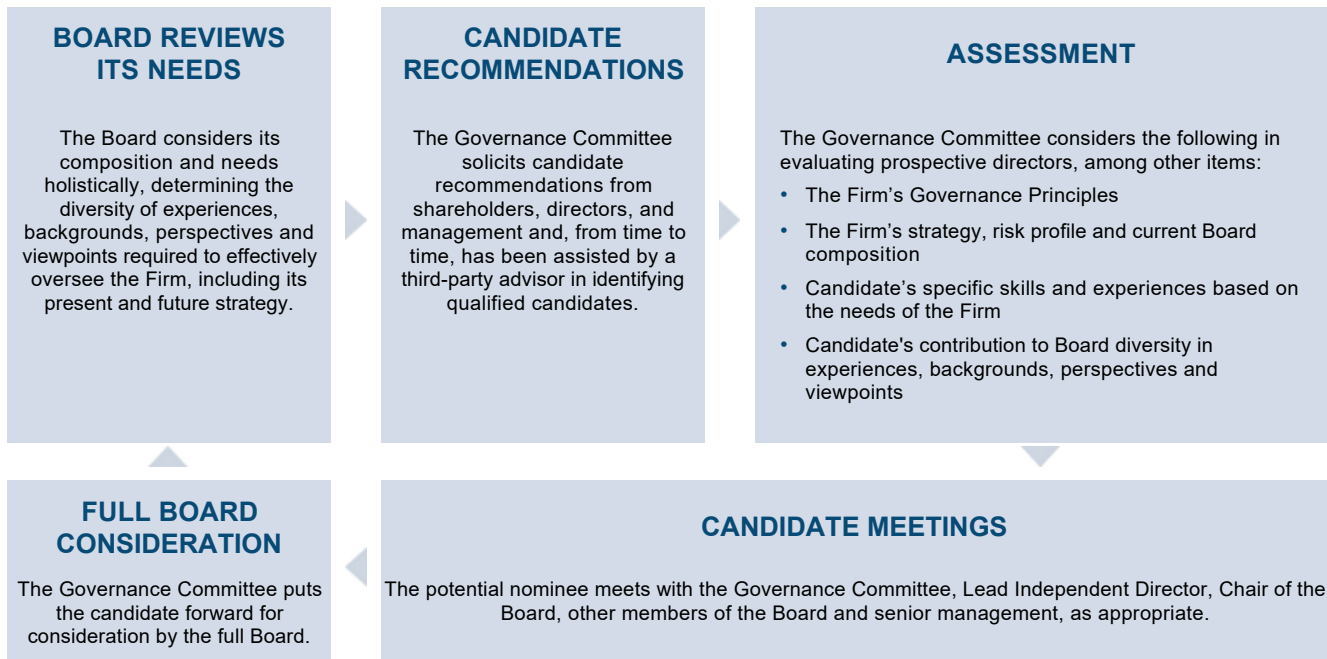 BOARD REVIEWS
ITS NEEDS
The Board considers its
composition and needs
holistically, determining the
diversity of experiences,
backgrounds, perspectives and
viewpoints required to effectively
oversee the Firm, including its
present and future strategy.
CANDIDATE
RECOMMENDATIONS
The Governance Committee
solicits candidate
recommendations from
shareholders, directors, and
management and, from time to
time, has been assisted by a
third-party advisor in identifying
qualified candidates.
ASSESSMENT
The Governance Committee considers the following in
evaluating prospective directors, among other items:
• The Firm’s Governance Principles
• The Firm’s strategy, risk profile and current Board
composition
• Candidate’s specific skills and experiences based on
the needs of the Firm
• Candidate's contribution to Board diversity in
experiences, backgrounds, perspectives and
viewpoints
FULL BOARD
CONSIDERATION
The Governance Committee puts
the candidate forward for
consideration by the full Board.
CANDIDATE MEETINGS
The potential nominee meets with the Governance Committee, Lead Independent Director, Chair of the
Board, other members of the Board and senior management, as appropriate.